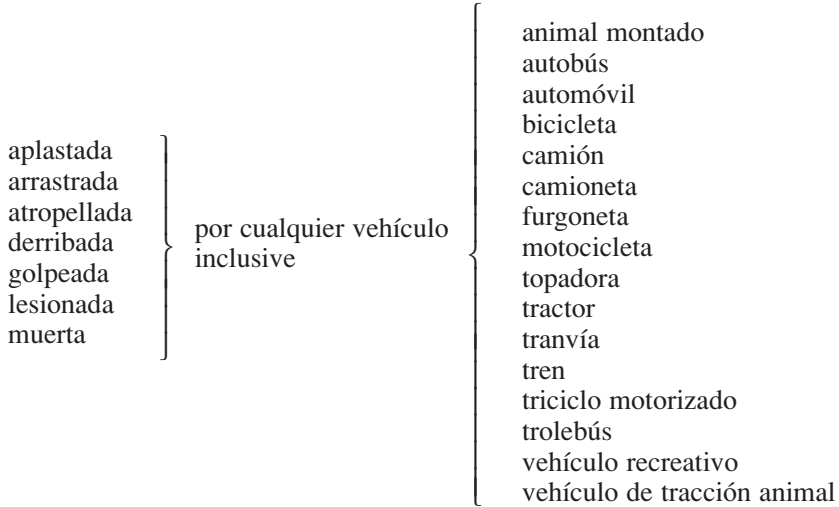 aplastada
arrastrada
atropellada
derribada
golpeada
lesionada
muerta
por cualquier vehículo
inclusive
animal montado
autobús
automóvil
bicicleta
camión
camioneta
furgoneta
motocicleta
topadora
tractor
tranvía
tren
triciclo motorizado
trolebús
vehículo recreativo
vehículo de tracción animal